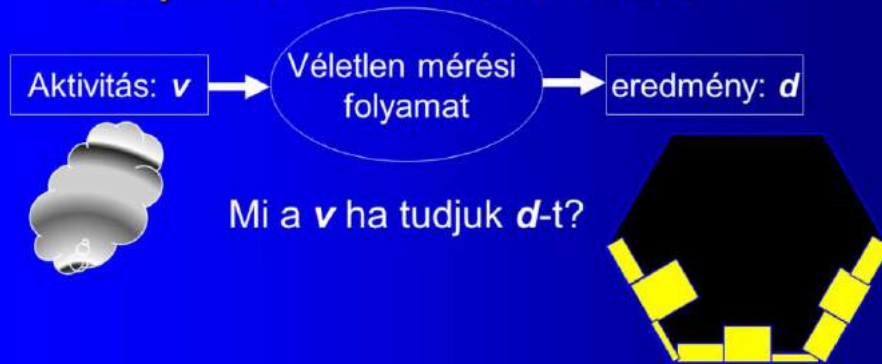 Aktivitás: v
Véletlen mérési
folyamat
eredmény: d
Mi a v ha tudjuk d-t?